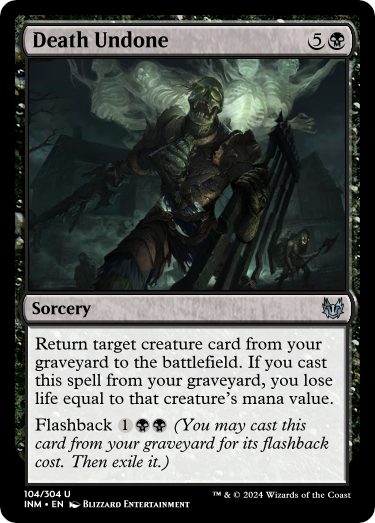 Death Undone 5
Sorcery
Return target creature card from your
graveyard to the battlefield. If you cast
this spell from your graveyard, you lose
life equal to that creature's mana value.
Flashback 1 (You may cast this
card from your graveyard for its flashback
cost. Then exile it.)
104/304 U
INM • EN Blizzard Entertainment
™ & © 2024 Wizards of the Coast